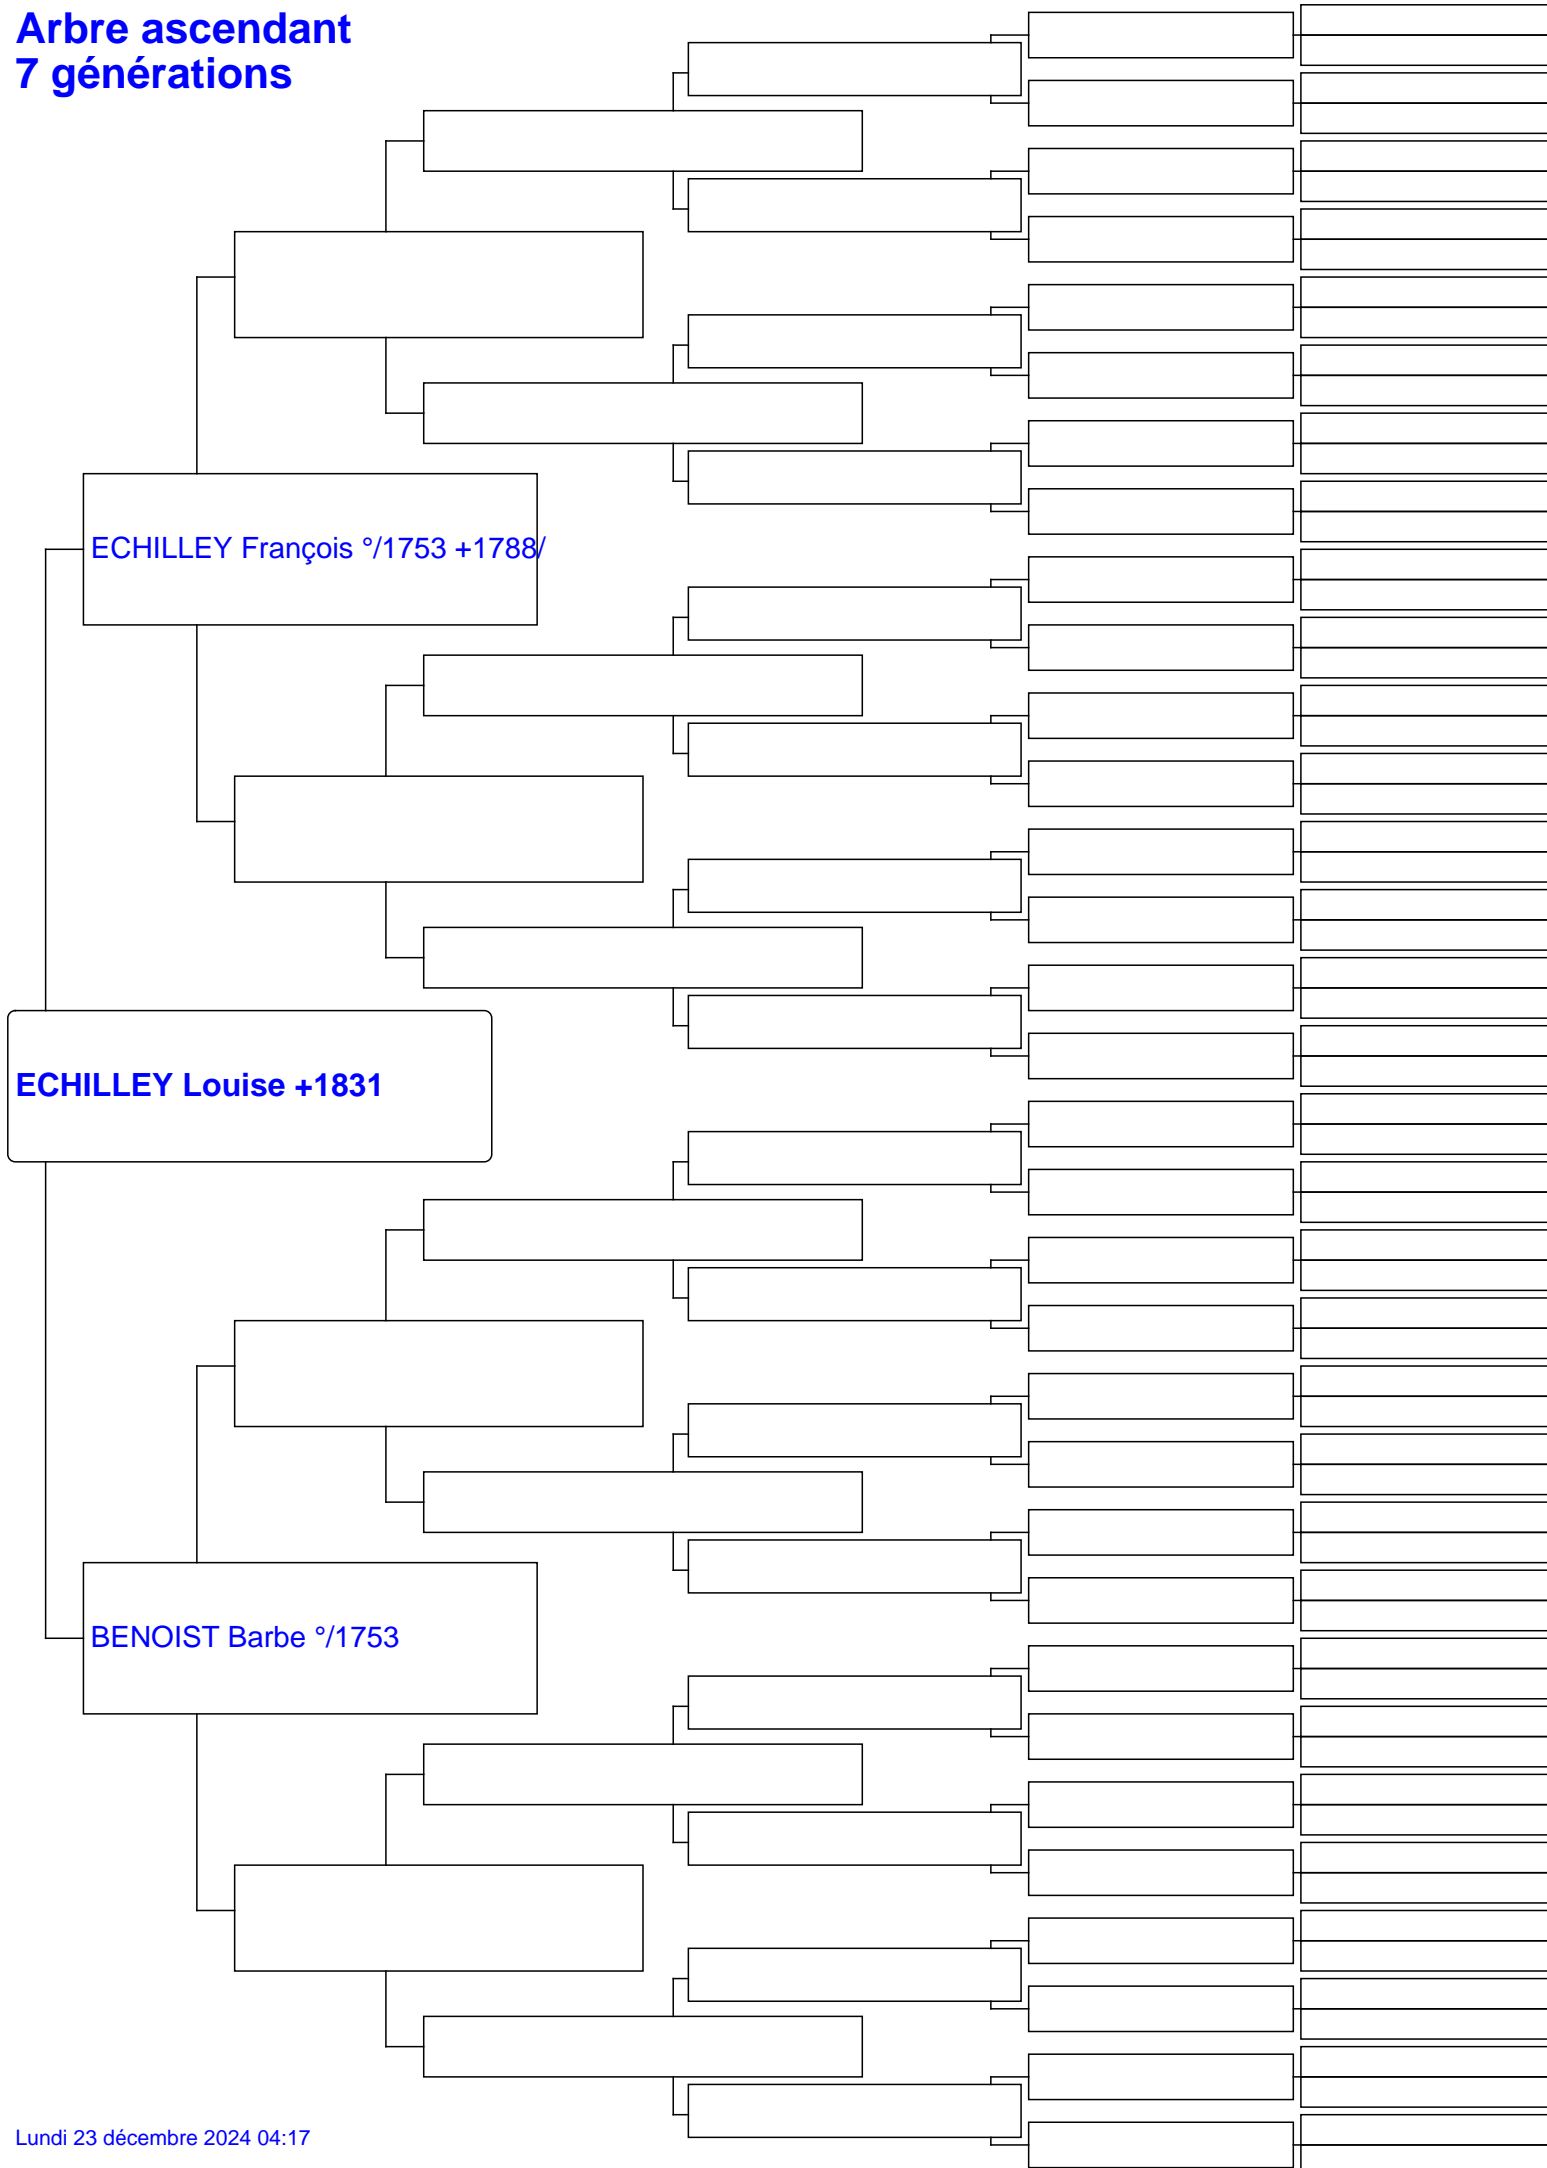 Arbre ascendant
7 générations
ECHILLEY François °/1753 +1788/
ECHILLEY Louise +1831
BENOIST Barbe °/1753
Lundi 23 décembre 2024 04:17